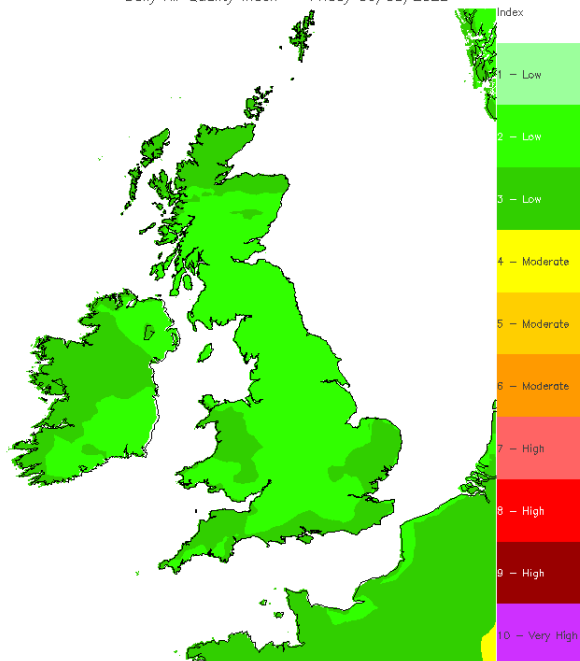 Index
1 - Low
2 - Low
3 - Low
4 - Moderate
5 - Moderate
6 - Moderate
7 - High
8 - High
9 - High
10 - Very High